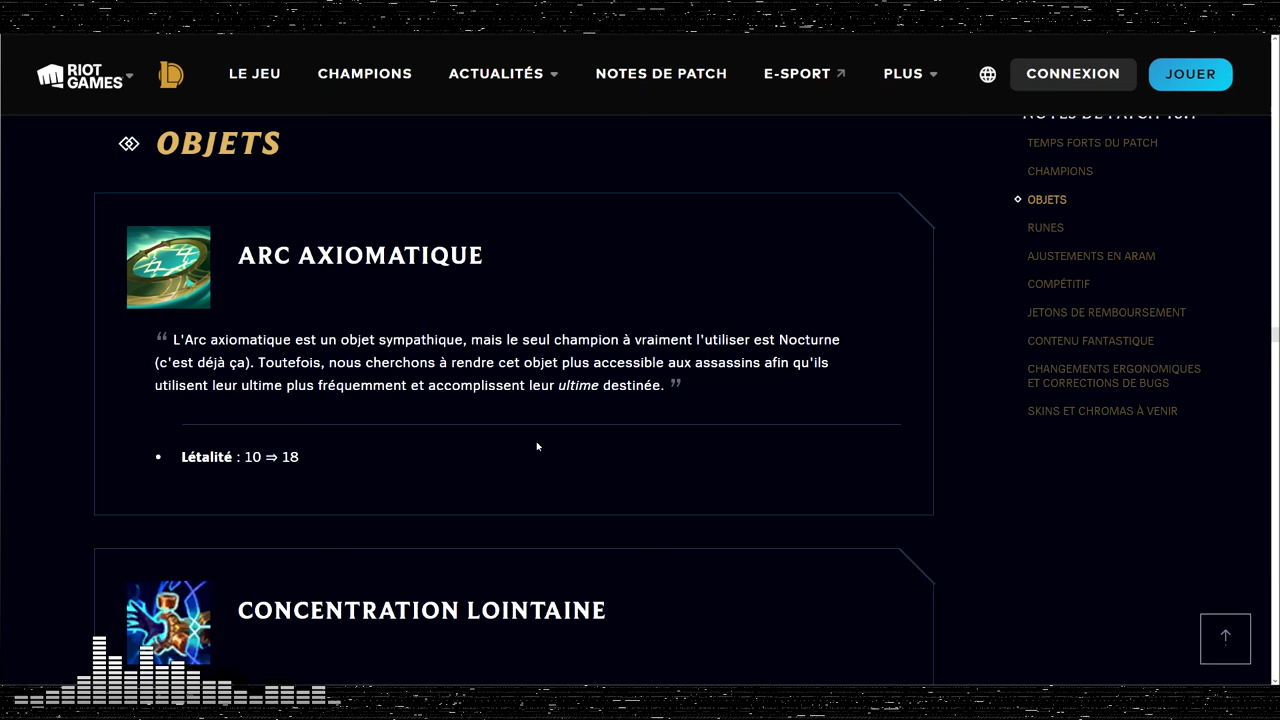 RIOT GAMES
LE JEU
CHAMPIONS
ACTUALITÉS
NOTES DE PATCH
E-SPORT
PLUS
CONNEXION
JOUER
OBJETS
ARC AXIOMATIQUE
“ L'Arc axiomatique est un objet sympathique, mais le seul champion à vraiment l'utiliser est Nocturne
(c'est déjà ça). Toutefois, nous cherchons à rendre cet objet plus accessible aux assassins afin qu'ils
utilisent leur ultime plus fréquemment et accomplissent leur ultime destinée. ”
• Létalité : 10 ⇒ 18
CONCENTRATION LOINTAINE
NOTES DE PATCH
TEMPS FORTS DU PATCH
CHAMPIONS
OBJETS
RUNES
AJUSTEMENTS EN ARAM
COMPÉTITIF
JETONS DE REMBOURSEMENT
CONTENU FANTASTIQUE
CHANGEMENTS ERGONOMIQUES
ET CORRECTIONS DE BUGS
SKINS ET CHROMAS À VENIR